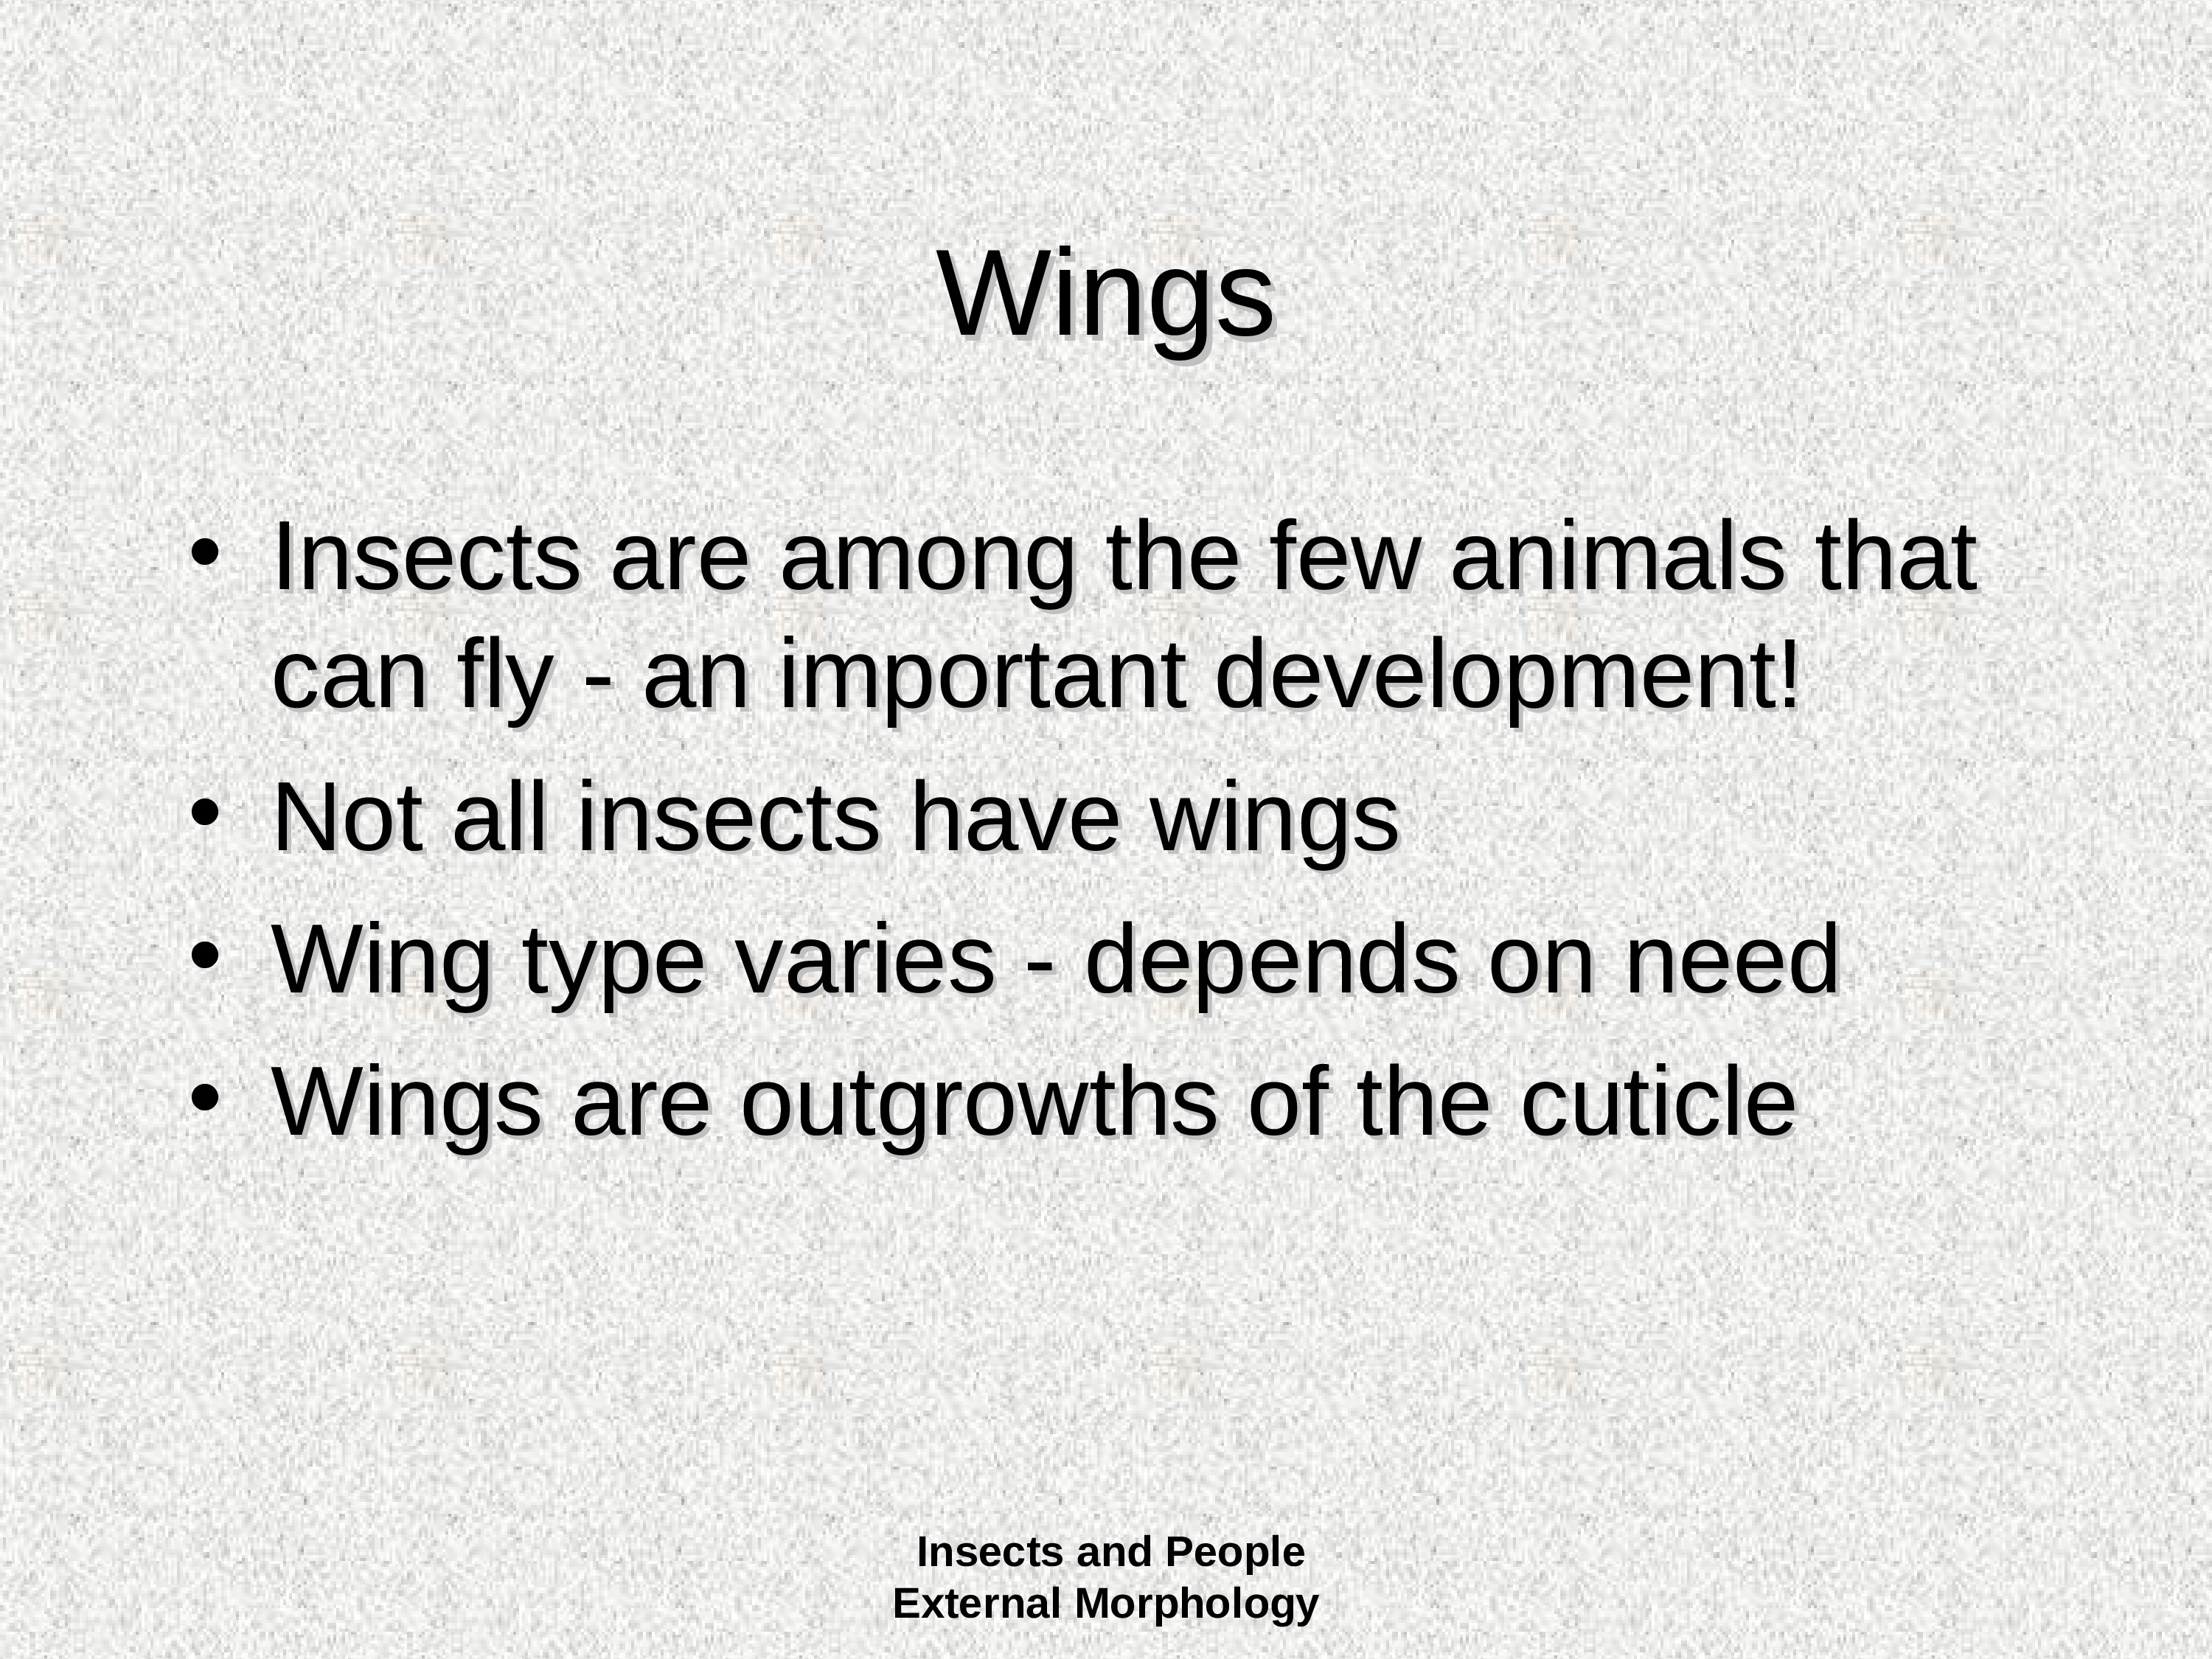 Wings
• Insects are among the few animals that
can fly - an important development!
• Not all insects have wings
• Wing type varies - depends on need
• Wings are outgrowths of the cuticle
Insects and People
External Morphology